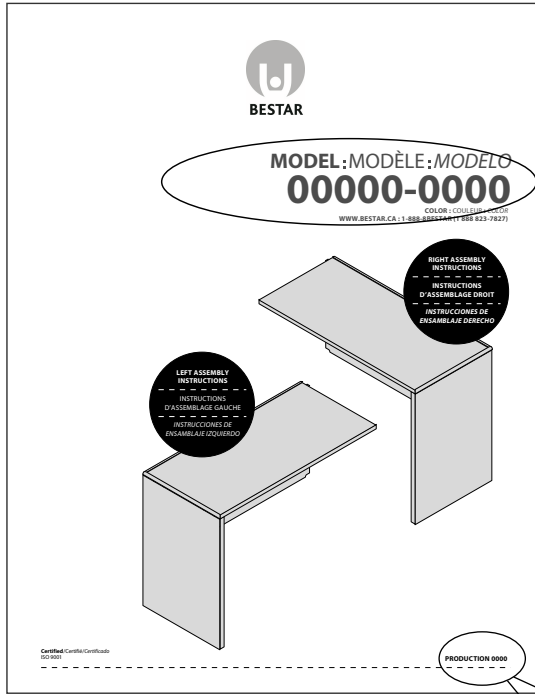 BESTAR
MODEL : MODÈLE : MODELO
00000-0000
COLOR : COULEUR : COLOR
WWW.BESTAR.CA : 1-888-8BESTAR (1 888 823-7827)
RIGHT ASSEMBLY
INSTRUCTIONS
INSTRUCTIONS
D'ASSEMBLAGE DROIT
INSTRUCCIONES DE
ENSAMBLAJE DERECHO
LEFT ASSEMBLY
INSTRUCTIONS
INSTRUCTIONS
D'ASSEMBLAGE GAUCHE
INSTRUCCIONES DE
ENSAMBLAJE IZQUIERDO
Certified/Certifié/Certificado
ISO 9001
PRODUCTION 0000